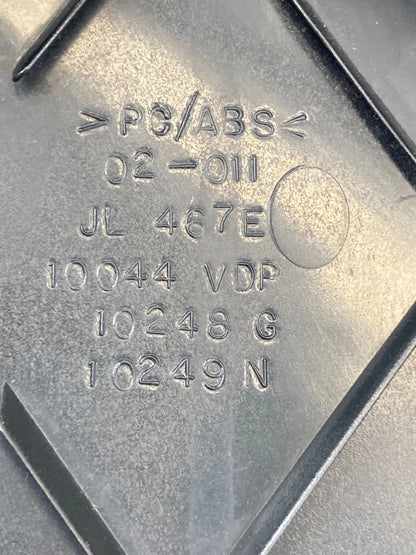 >PC/ABS<
02-011
JL 467E
10044 VDP
10248 G
10249 N